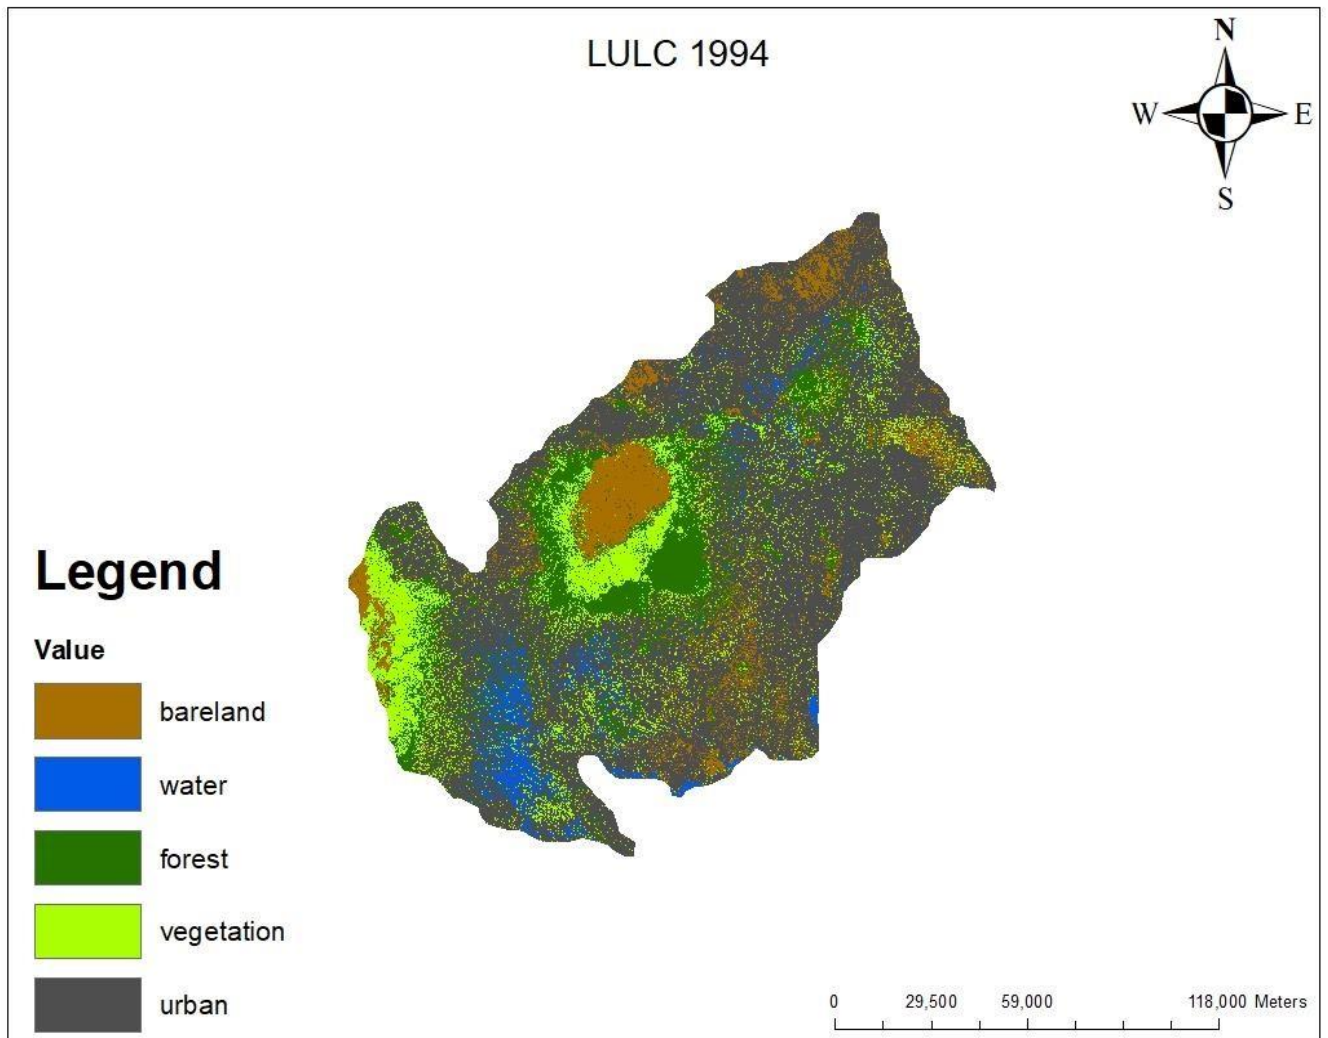 LULC 1994
N
W E
S
Legend
Value
bareland
water
forest
vegetation
urban
0 29,500 59,000 118,000 Meters